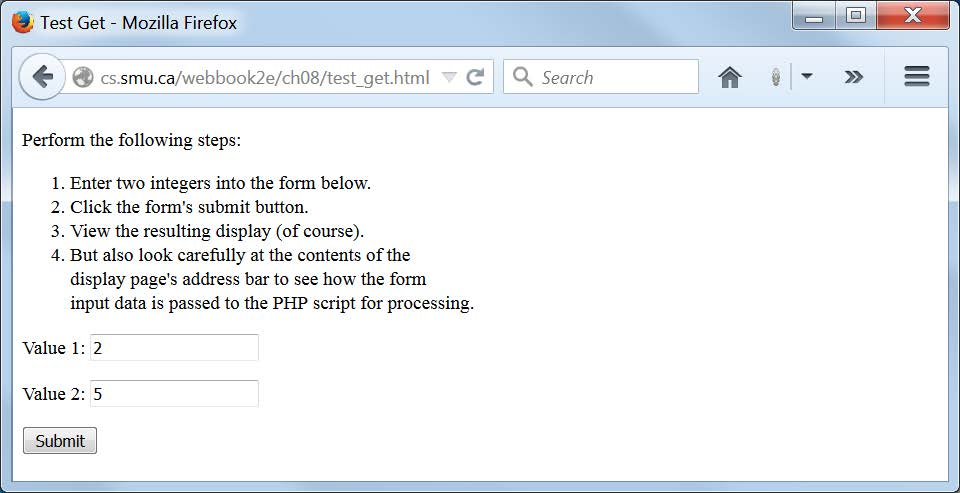 Test Get - Mozilla Firefox
cs.smu.ca/webbook2e/ch08/test_get.html
Search
Perform the following steps:
1. Enter two integers into the form below.
2. Click the form's submit button.
3. View the resulting display (of course).
4. But also look carefully at the contents of the
display page's address bar to see how the form
input data is passed to the PHP script for processing.
Value 1: 2
Value 2: 5
Submit